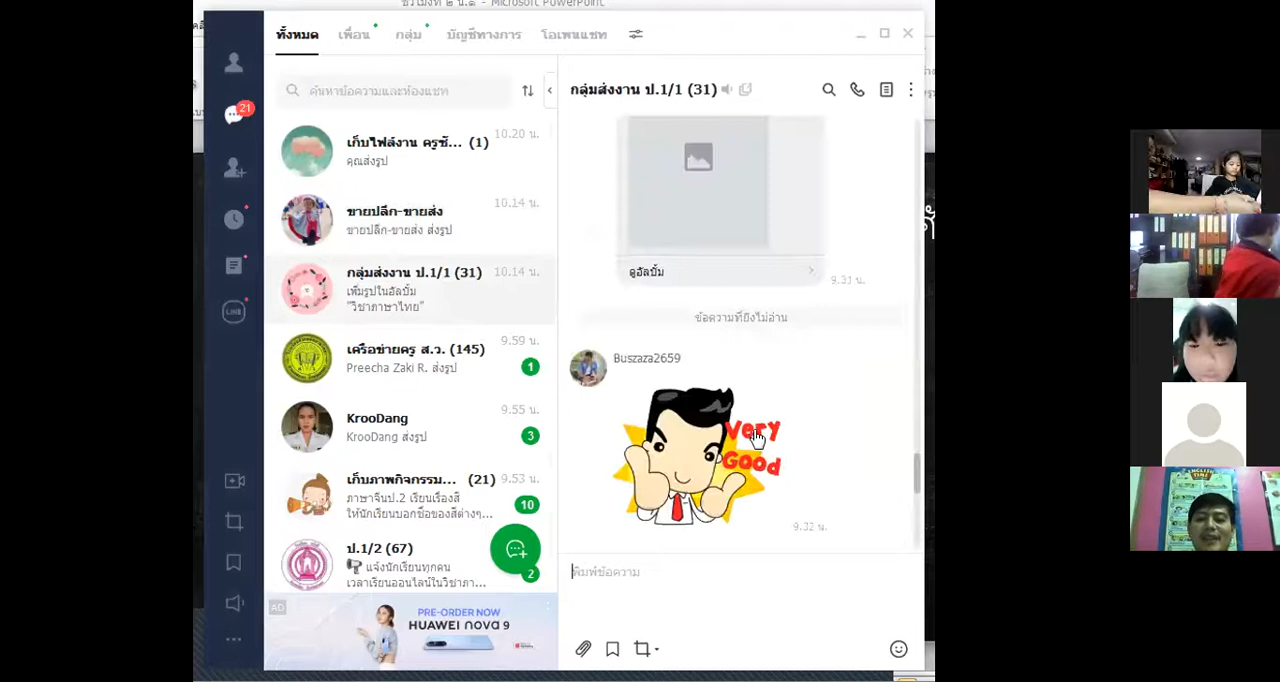 ชั่วโมงที่ ๒ น.๑ - Microsoft PowerPoint
ทั้งหมด เพื่อน กลุ่ม บัญชีทางการ โอเพนแชท
ค้นหาข้อความและห้องแชท
21
เก็บไฟล์งาน ครูซั... (1) 10.20 น.
คุณส่งรูป
ขายปลีก-ขายส่ง 10.14 น.
ขายปลีก-ขายส่ง ส่งรูป
กลุ่มส่งงาน ป.1/1 (31) 10.14 น.
เพิ่มรูปในอัลบั้ม
"วิชาภาษาไทย"
LINE
เครือข่ายครู ส.ว. (145) 9.59 น.
Preecha Zaki R. ส่งรูป 1
KrooDang 9.55 น.
KrooDang ส่งรูป 3
เก็บภาพกิจกรรม... (21) 9.53 น.
ภาษาจีนป.2 เรียนเรื่องสี
ให้นักเรียนบอกชื่อของสีต่างๆ... 10
ป.1/2 (67)
แจ้งนักเรียนทุกคน
เวลาเรียนออนไลน์ในวิชาภา... 2
AD
PRE-ORDER NOW
HUAWEI nova 9
กลุ่มส่งงาน ป.1/1 (31)
ดูอัลบั้ม
9.31 น.
ข้อความที่ยังไม่อ่าน
Buszaza2659
Very
Good
9.32 น.
พิมพ์ข้อความ
ENGLISH
TIME